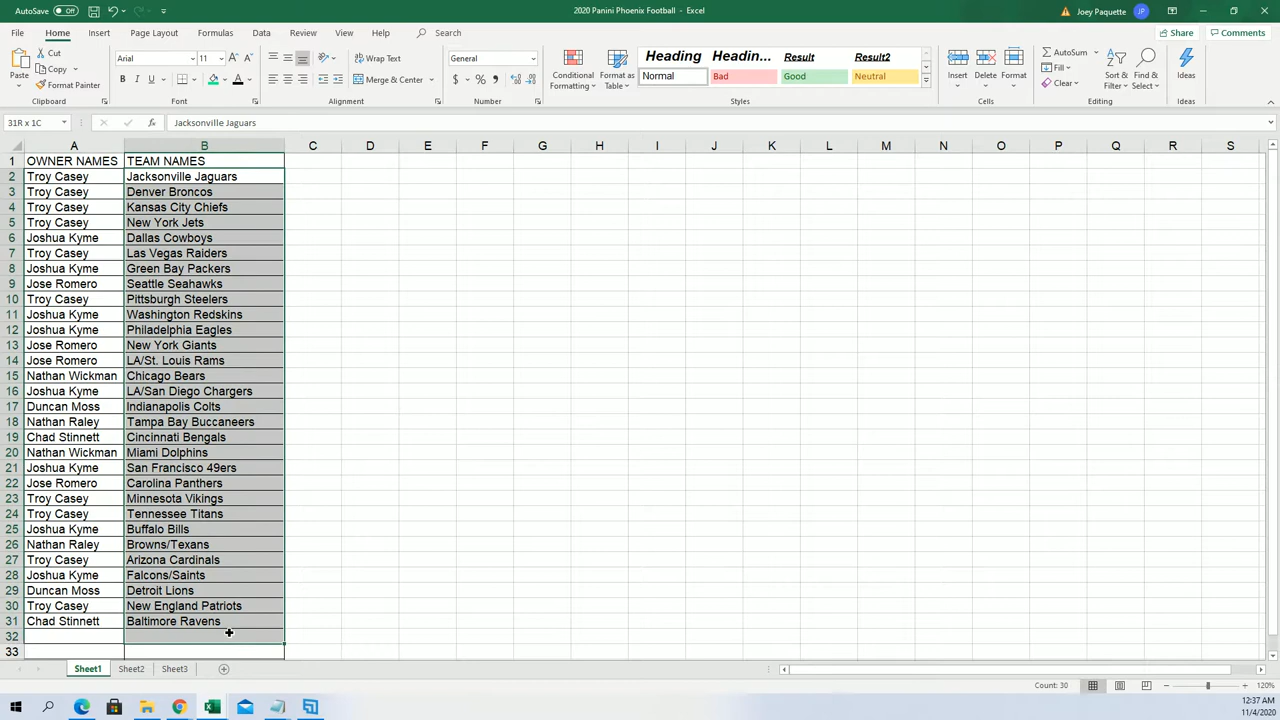 AutoSave Off 2020 Panini Phoenix Football - Excel Joey Paquette JP
File Home Insert Page Layout Formulas Data Review View Help Search Share Comments
Paste Cut Copy Format Painter Clipboard
Arial 11 A A B I U A Font
Wrap Text Merge & Center Alignment
General $ % , Number
Conditional Formatting Format as Table
Heading Headin... Result Result2
Normal Bad Good Neutral
Styles
Insert Delete Format Cells
AutoSum Fill Clear Sort & Filter Find & Select Editing
Ideas Ideas
31R x 1C fx Jacksonville Jaguars
A B C D E F G H I J K L M N O P Q R S
1 OWNER NAMES TEAM NAMES
2 Troy Casey Jacksonville Jaguars
3 Troy Casey Denver Broncos
4 Troy Casey Kansas City Chiefs
5 Troy Casey New York Jets
6 Joshua Kyme Dallas Cowboys
7 Troy Casey Las Vegas Raiders
8 Joshua Kyme Green Bay Packers
9 Jose Romero Seattle Seahawks
10 Troy Casey Pittsburgh Steelers
11 Joshua Kyme Washington Redskins
12 Joshua Kyme Philadelphia Eagles
13 Jose Romero New York Giants
14 Jose Romero LA/St. Louis Rams
15 Nathan Wickman Chicago Bears
16 Joshua Kyme LA/San Diego Chargers
17 Duncan Moss Indianapolis Colts
18 Nathan Raley Tampa Bay Buccaneers
19 Chad Stinnett Cincinnati Bengals
20 Nathan Wickman Miami Dolphins
21 Joshua Kyme San Francisco 49ers
22 Jose Romero Carolina Panthers
23 Troy Casey Minnesota Vikings
24 Troy Casey Tennessee Titans
25 Joshua Kyme Buffalo Bills
26 Nathan Raley Browns/Texans
27 Troy Casey Arizona Cardinals
28 Joshua Kyme Falcons/Saints
29 Duncan Moss Detroit Lions
30 Troy Casey New England Patriots
31 Chad Stinnett Baltimore Ravens
32
33
Sheet1 Sheet2 Sheet3
Count: 30 120%
12:37 AM
11/4/2020